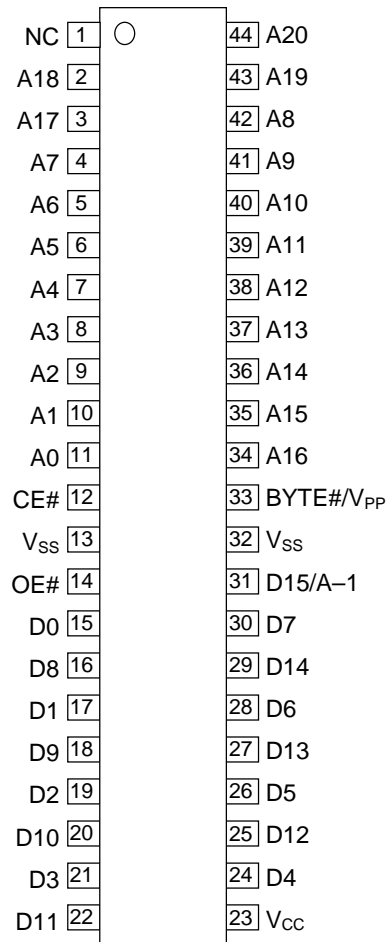 NC 1 44 A20
A18 2 43 A19
A17 3 42 A8
A7 4 41 A9
A6 5 40 A10
A5 6 39 A11
A4 7 38 A12
A3 8 37 A13
A2 9 36 A14
A1 10 35 A15
A0 11 34 A16
CE# 12 33 BYTE#/VPP
VSS 13 32 VSS
OE# 14 31 D15/A–1
D0 15 30 D7
D8 16 29 D14
D1 17 28 D6
D9 18 27 D13
D2 19 26 D5
D10 20 25 D12
D3 21 24 D4
D11 22 23 VCC